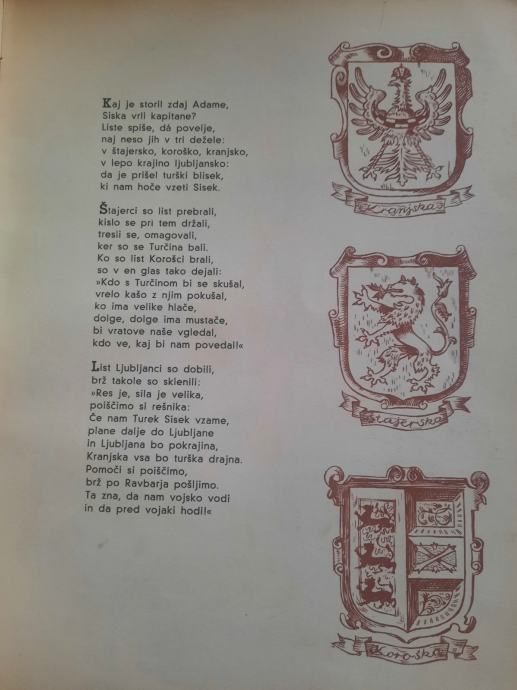 Kaj je storil zdaj Adame,
Siska vrli kapitane?
Liste spiše, dá povelje,
naj neso jih v tri dežele:
v štajersko, koroško, kranjsko,
v lepo krajino ljubljansko:
da je prišel turški blisek,
ki nam hoče vzeti Sisek.
Štajerci so list prebrali,
kislo se pri tem držali,
tresli se, omagovali,
ker so se Turčina bali.
Ko so list Korošci brali,
so v en glas tako dejali:
»Kdo s Turčinom bi se skušal,
vrelo kašo z njim pokušal,
ko ima velike hlače,
dolge, dolge ima mustače,
bi vratove naše vgledal,
kdo ve, kaj bi nam povedal!«
List Ljubljanci so dobili,
brž takole so sklenili:
»Res je, sila je velika,
poiščimo si rešnika:
Če nam Turek Sisek vzame,
plane dalje do Ljubljane
in Ljubljana bo pokrajina,
Kranjska vsa bo turška drajna.
Pomoči si poiščimo,
brž po Ravbarja pošljimo.
Ta zna, da nam vojsko vodi
in da pred vojaki hodi!«
Kranjska
Štajerska
Koroška